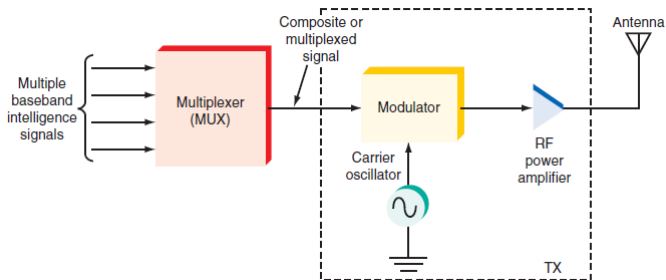 Composite or
multiplexed
signal
Antenna
Multiple
baseband
intelligence
signals
Multiplexer
(MUX)
Modulator
Carrier
oscillator
RF
power
amplifier
TX